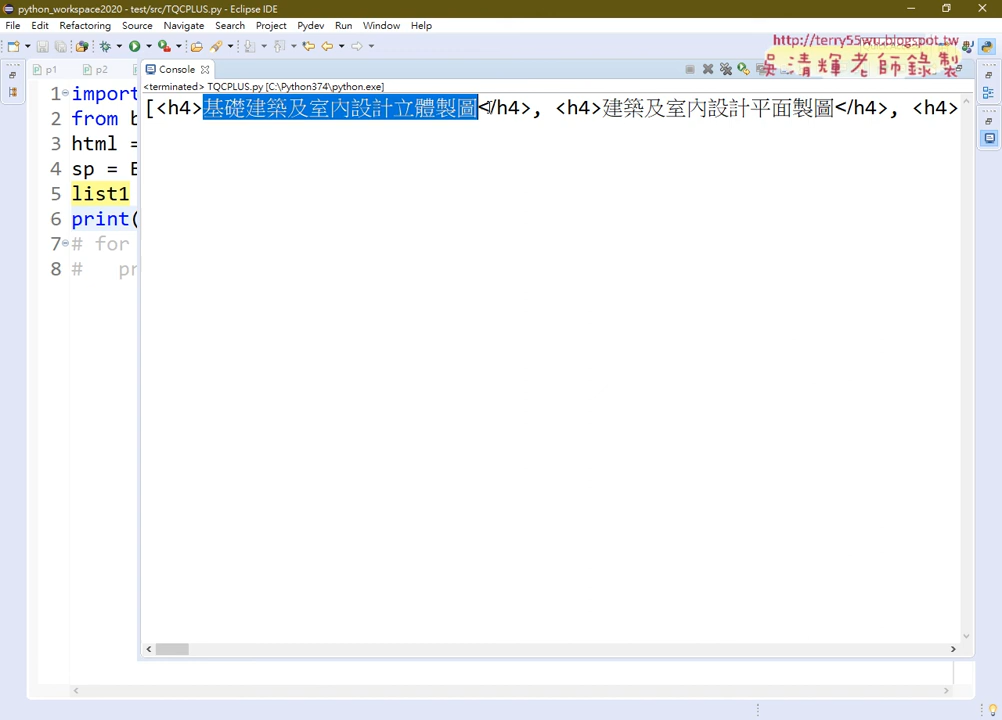 python_workspace2020 - test/src/TQCPLUS.py - Eclipse IDE
File Edit Refactoring Source Navigate Search Project Pydev Run Window Help
http://terry55wu.blogspot.tw
吳清輝老師錄製
p1 p2
Console
<terminated> TQCPLUS.py [C:\Python374\python.exe]
[<h4>基礎建築及室內設計立體製圖</h4>, <h4>建築及室內設計平面製圖</h4>, <h4>
1 import
2 from b
3 html =
4 sp =
5 list1
6 print(
7 # for
8 # pr